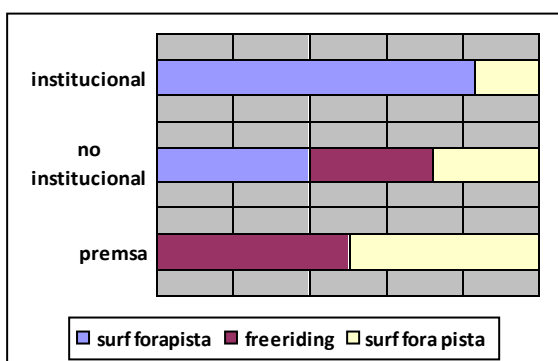 institucional
no
institucional
premsa
surf forapista freeriding surf fora pista